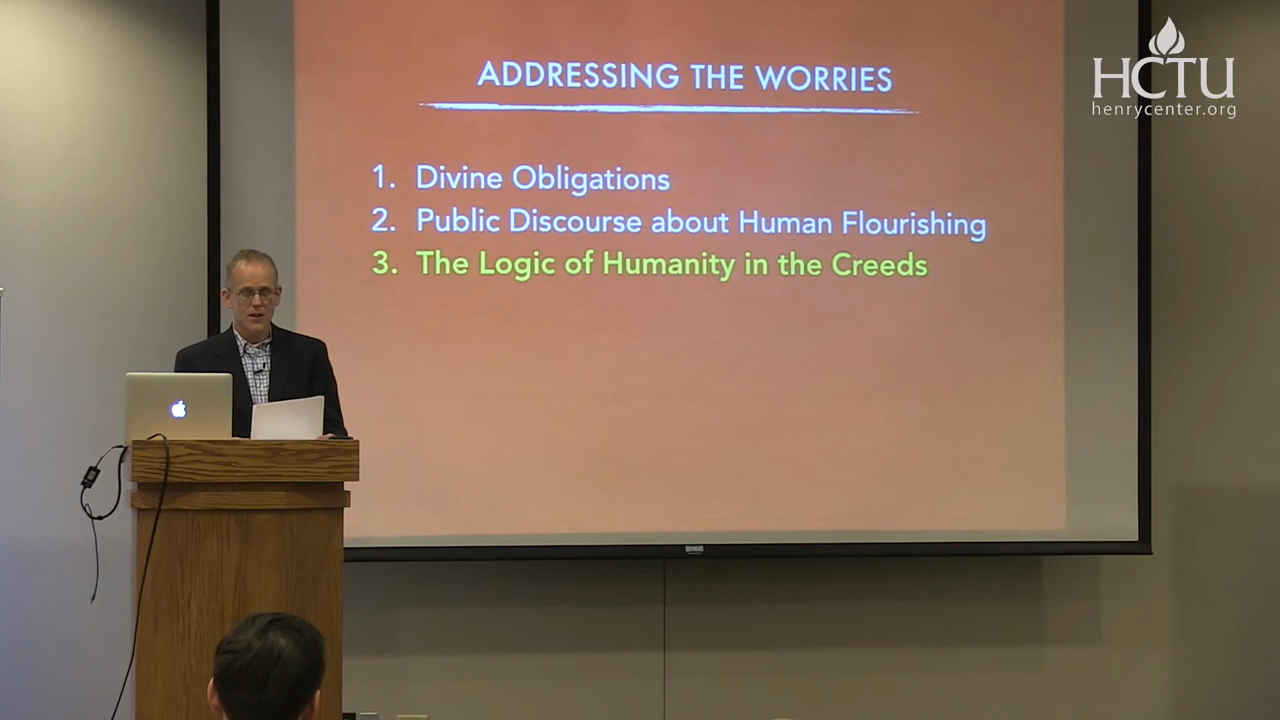 ADDRESSING THE WORRIES
1. Divine Obligations
2. Public Discourse about Human Flourishing
3. The Logic of Humanity in the Creeds
HCTU
henrycenter.org